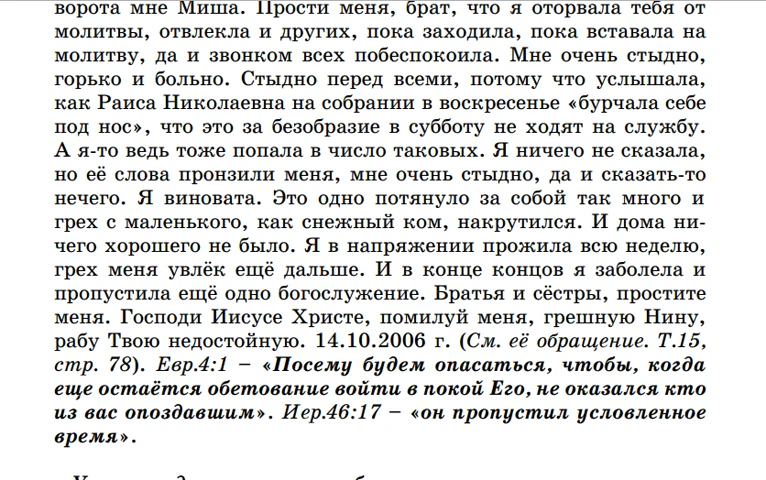 ворота мне Миша. Прости меня, брат, что я оторвала тебя от
молитвы, отвлекла и других, пока заходила, пока вставала на
молитву, да и звонком всех побеспокоила. Мне очень стыдно,
горько и больно. Стыдно перед всеми, потому что услышала,
как Раиса Николаевна на собрании в воскресенье «бурчала себе
под нос», что это за безобразие в субботу не ходят на службу.
А я-то ведь тоже попала в число таковых. Я ничего не сказала,
но её слова пронзили меня, мне очень стыдно, да и сказать-то
нечего. Я виновата. Это одно потянуло за собой так много и
грех с маленького, как снежный ком, накрутился. И дома ни-
чего хорошего не было. Я в напряжении прожила всю неделю,
грех меня увлёк ещё дальше. И в конце концов я заболела и
пропустила ещё одно богослужение. Братья и сёстры, простите
меня. Господи Иисусе Христе, помилуй меня, грешную Нину,
рабу Твою недостойную. 14.10.2006 г. (См. её обращение. Т.15,
стр. 78). Евр.4:1 – «Посему будем опасаться, чтобы, когда
еще остаётся обетование войти в покой Его, не оказался кто
из вас опоздавшим». Иер.46:17 – «он пропустил условленное
время».